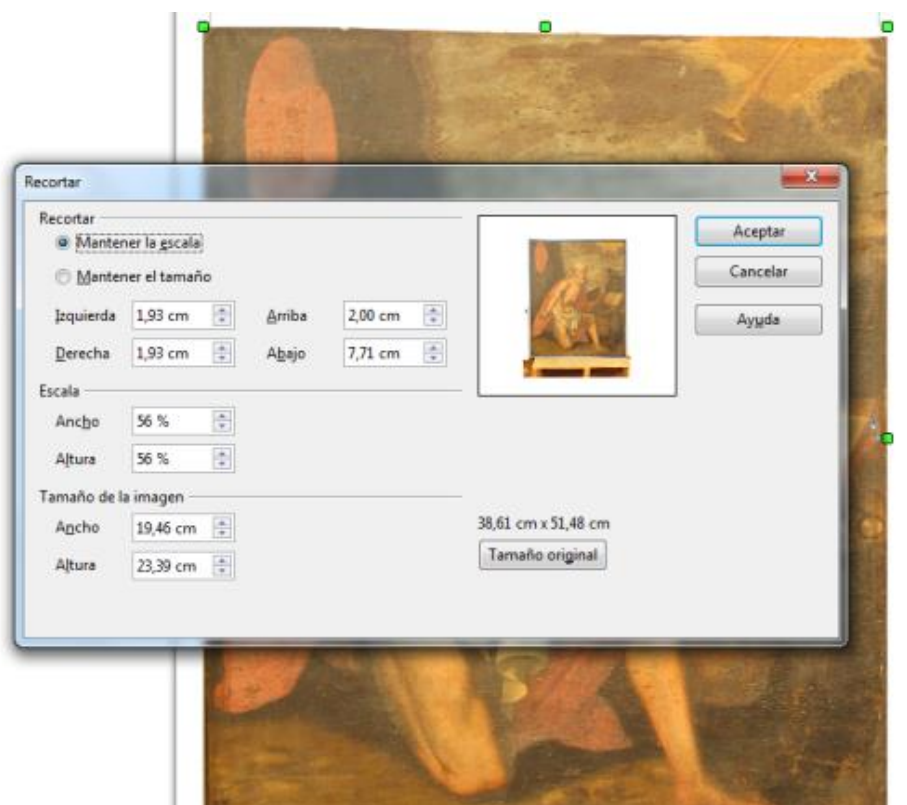 Recortar
Recortar
Mantener la escala
Mantener el tamaño
Izquierda 1,93 cm Arriba 2,00 cm
Derecha 1,93 cm Abajo 7,71 cm
Escala
Ancho 56 %
Altura 56 %
Tamaño de la imagen
Ancho 19,46 cm
Altura 23,39 cm
Aceptar
Cancelar
Ayuda
38,61 cm x 51,48 cm
Tamaño original